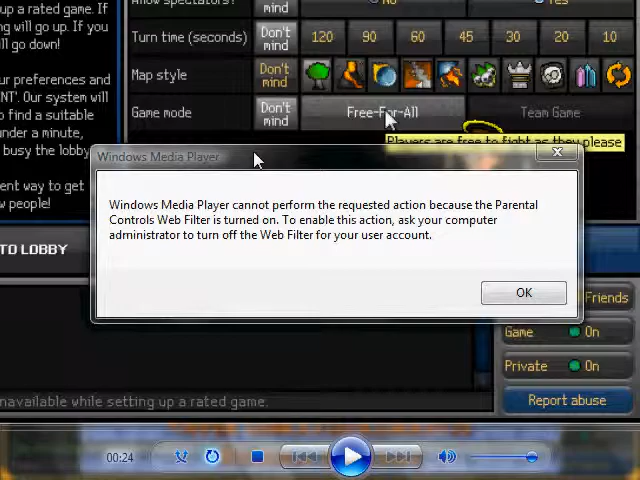 Allow spectators? No Yes
up a rated game. If
ng will go up. If you
ll go down!
Don't mind
Turn time (seconds) Don't mind 120 90 60 45 30 20 10
our preferences and
NT'. Our system will
to find a suitable
under a minute,
busy the lobby
Map style Don't mind
Game mode Don't mind Free-For-All Team Game
Players are free to fight as they please
ent way to get
w people!
TO LOBBY
Windows Media Player
Windows Media Player cannot perform the requested action because the Parental
Controls Web Filter is turned on. To enable this action, ask your computer
administrator to turn off the Web Filter for your user account.
OK
Friends
Game On
Private On
Report abuse
navailable while setting up a rated game.
00:24